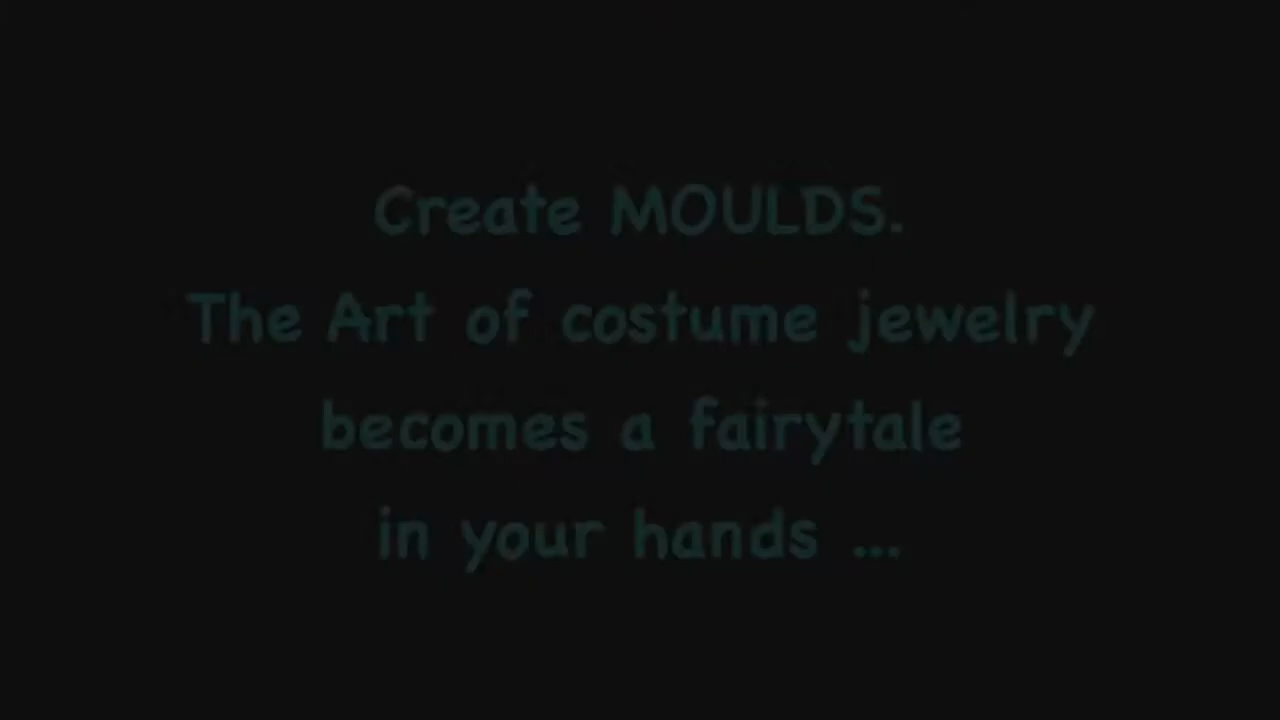 Create MOULDS.
The Art of costume jewelry
becomes a fairytale
in your hands ...